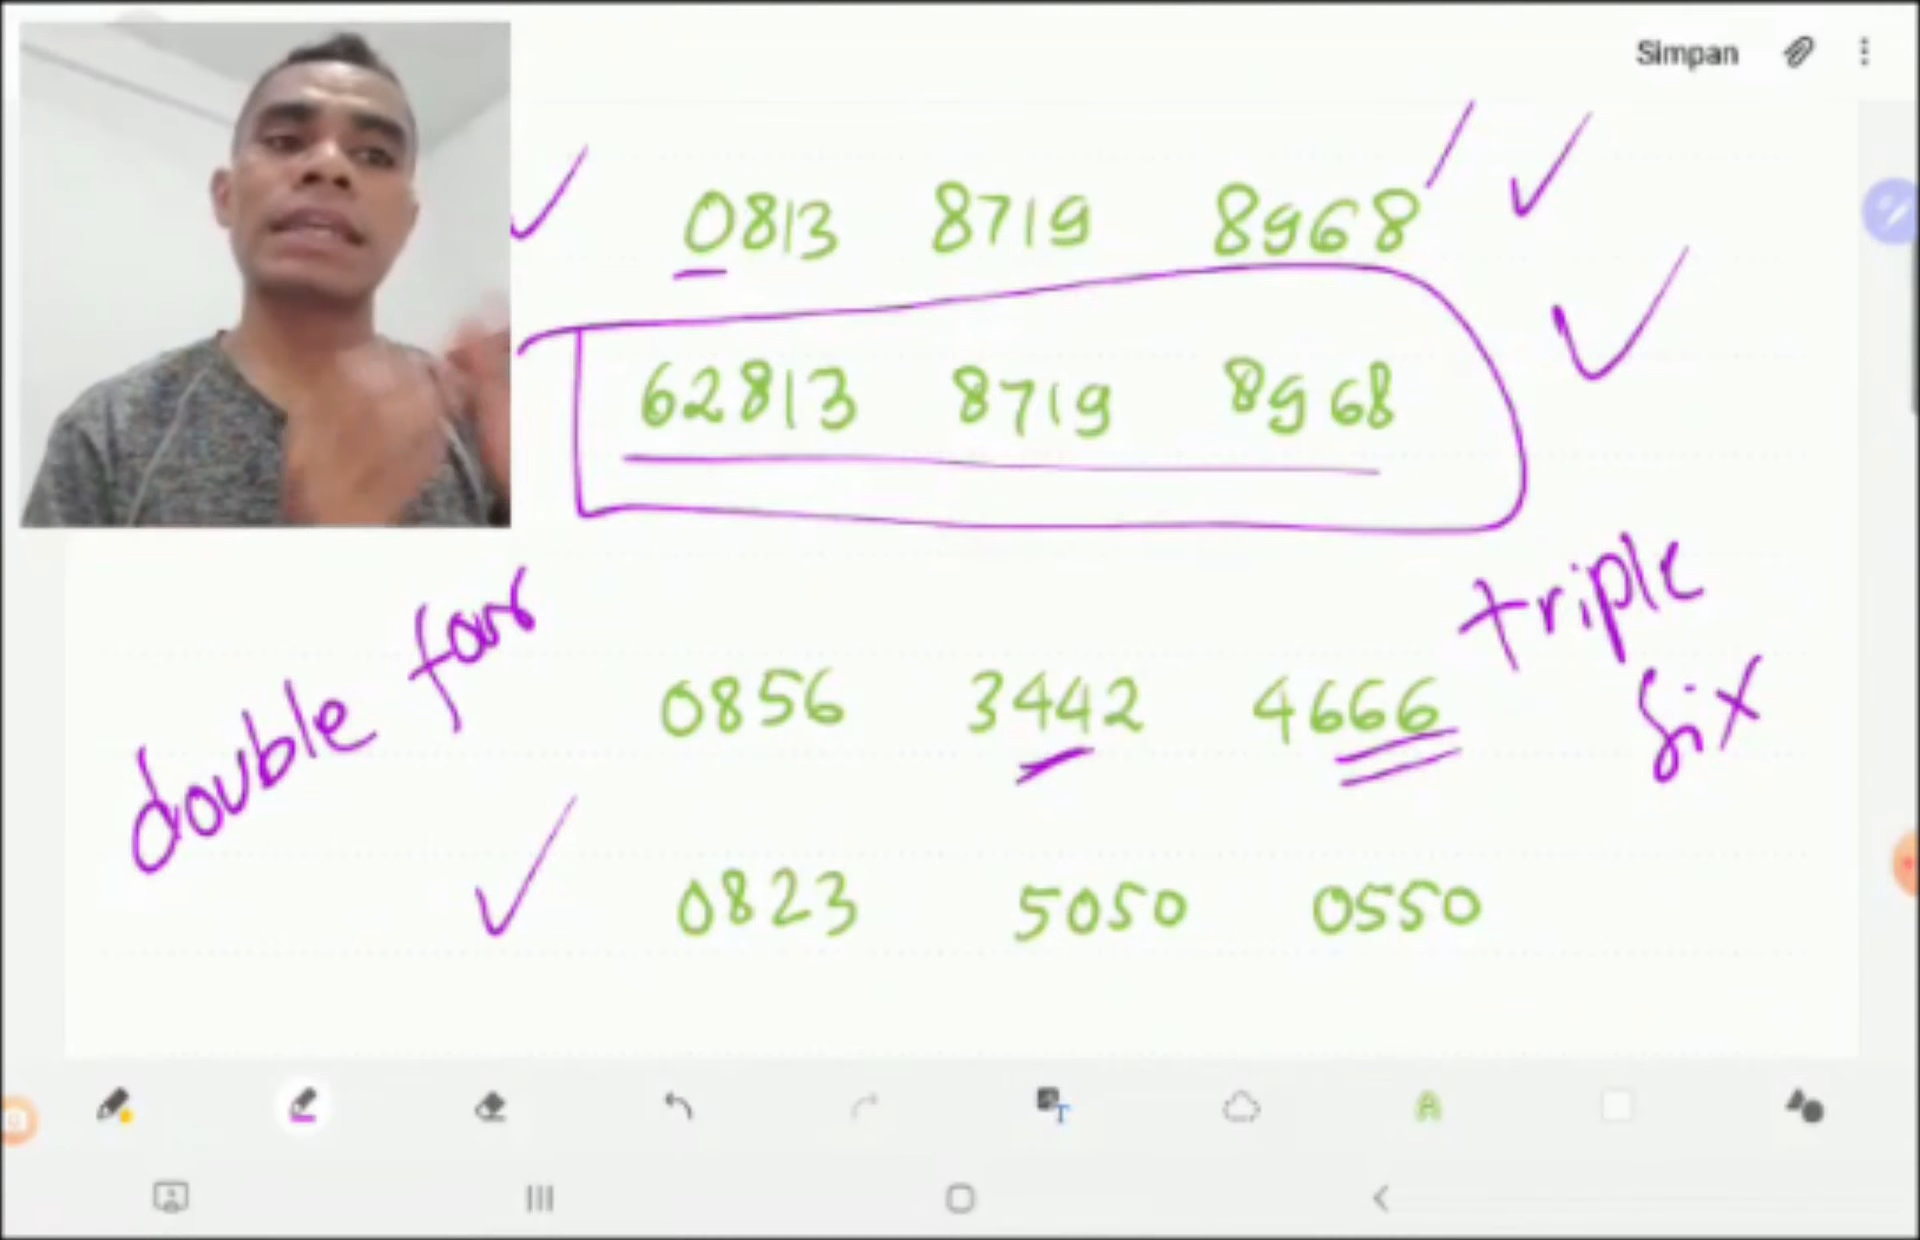 Simpan
0813 8719 8968
62813 8719 8968
double four
triple
six
0856 3442 4666
0823 5050 0550